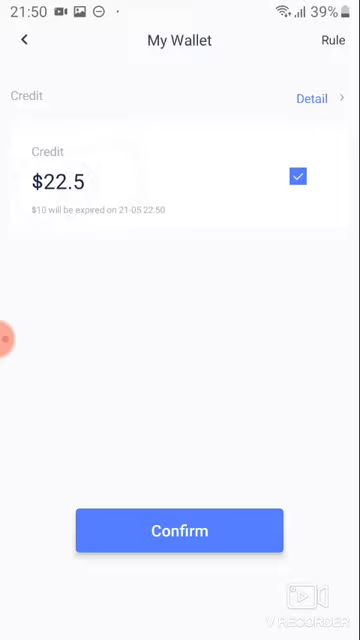 21:50 39%
My Wallet Rule
Credit Detail
Credit
$22.5
$10 will be expired on 21-05 22:50
Confirm
V RECORDER